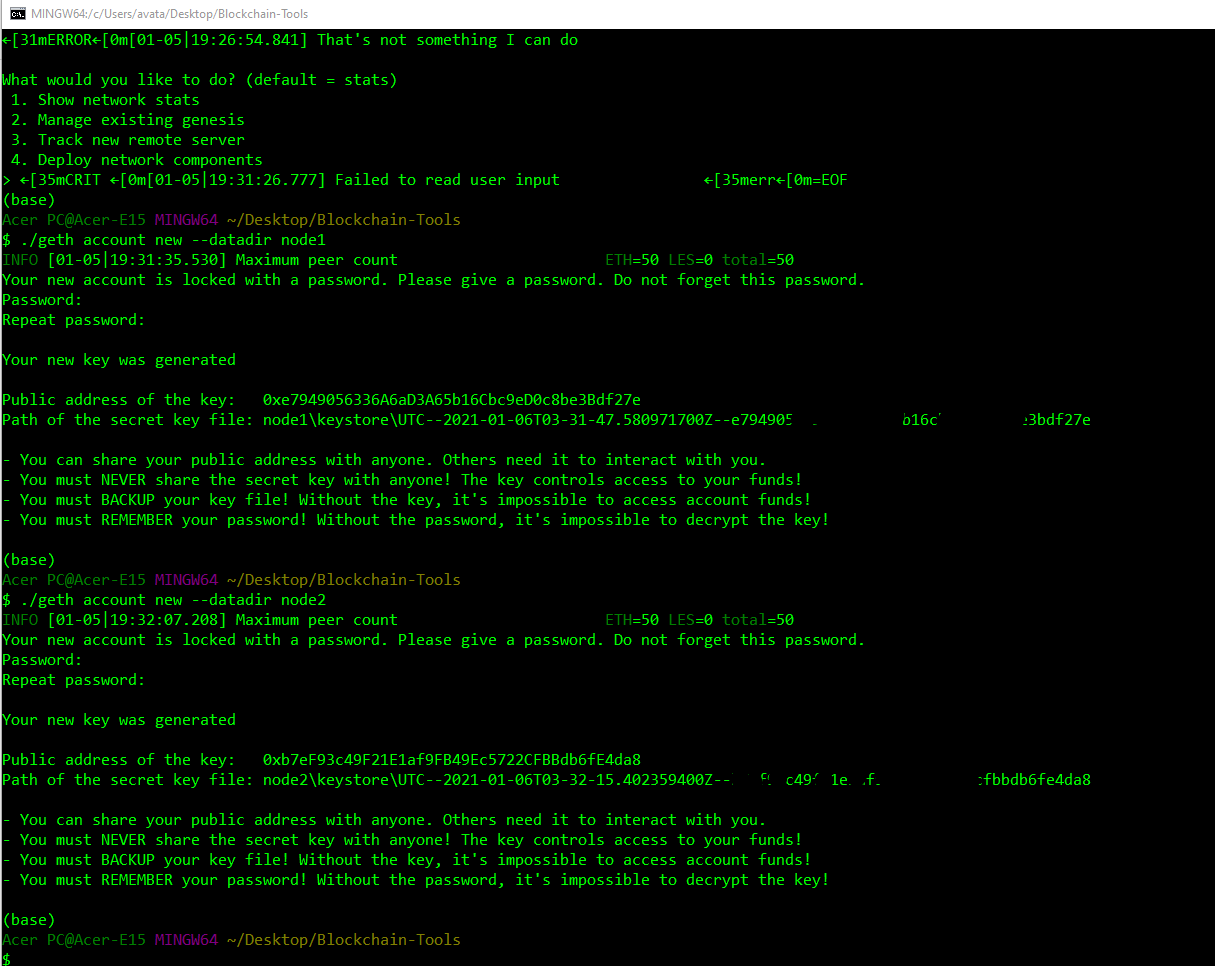 MINGW64:/c/Users/avata/Desktop/Blockchain-Tools
←[31mERROR←[0m[01-05|19:26:54.841] That's not something I can do
What would you like to do? (default = stats)
1. Show network stats
2. Manage existing genesis
3. Track new remote server
4. Deploy network components
> ←[35mCRIT ←[0m[01-05|19:31:26.777] Failed to read user input ←[35merr←[0m=EOF
(base)
Acer PC@Acer-E15 MINGW64 ~/Desktop/Blockchain-Tools
$ ./geth account new --datadir node1
INFO [01-05|19:31:35.530] Maximum peer count ETH=50 LES=0 total=50
Your new account is locked with a password. Please give a password. Do not forget this password.
Password:
Repeat password:
Your new key was generated
Public address of the key: 0xe7949056336A6aD3A65b16Cbc9eD0c8be3Bdf27e
Path of the secret key file: node1\keystore\UTC--2021-01-06T03-31-47.580971700Z--e794905 b16c 3bdf27e
- You can share your public address with anyone. Others need it to interact with you.
- You must NEVER share the secret key with anyone! The key controls access to your funds!
- You must BACKUP your key file! Without the key, it's impossible to access account funds!
- You must REMEMBER your password! Without the password, it's impossible to decrypt the key!
(base)
Acer PC@Acer-E15 MINGW64 ~/Desktop/Blockchain-Tools
$ ./geth account new --datadir node2
INFO [01-05|19:32:07.208] Maximum peer count ETH=50 LES=0 total=50
Your new account is locked with a password. Please give a password. Do not forget this password.
Password:
Repeat password:
Your new key was generated
Public address of the key: 0xb7eF93c49F21E1af9FB49Ec5722CFBBdb6fE4da8
Path of the secret key file: node2\keystore\UTC--2021-01-06T03-32-15.402359400Z-- c49 1e fbbdb6fe4da8
- You can share your public address with anyone. Others need it to interact with you.
- You must NEVER share the secret key with anyone! The key controls access to your funds!
- You must BACKUP your key file! Without the key, it's impossible to access account funds!
- You must REMEMBER your password! Without the password, it's impossible to decrypt the key!
(base)
Acer PC@Acer-E15 MINGW64 ~/Desktop/Blockchain-Tools
$